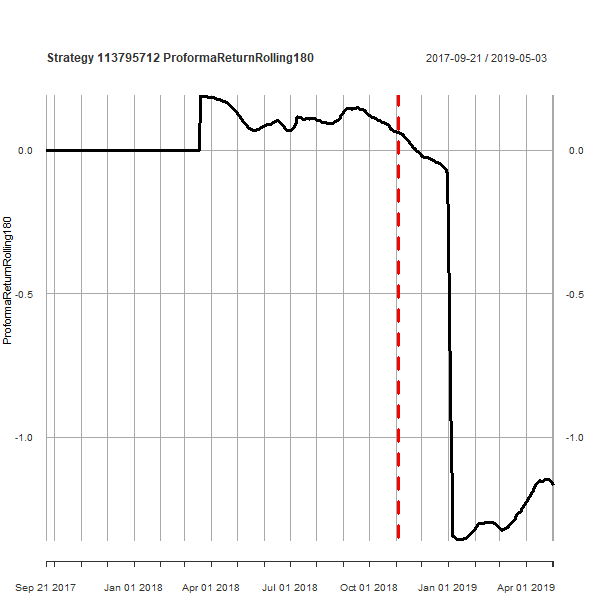 Strategy 113795712 ProformaReturnRolling180
2017-09-21 / 2019-05-03
0.0 0.0
-0.5 -0.5
-1.0 -1.0
ProformaReturnRolling180
Sep 21 2017 Jan 01 2018 Apr 01 2018 Jul 01 2018 Oct 01 2018 Jan 01 2019 Apr 01 2019